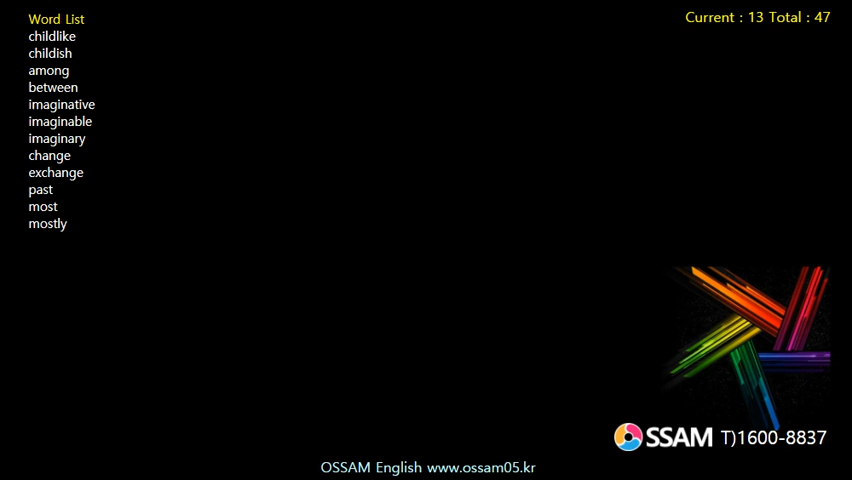 Word List
Current : 13 Total : 47
childlike
childish
among
between
imaginative
imaginable
imaginary
change
exchange
past
most
mostly
OSSAM T)1600-8837
OSSAM English www.ossam05.kr